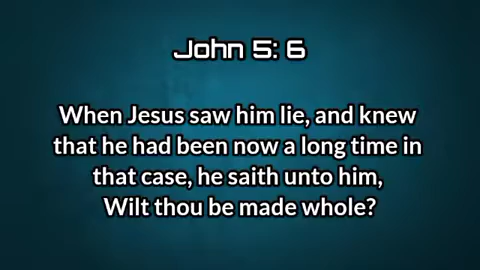 John 5: 6
When Jesus saw him lie, and knew
that he had been now a long time in
that case, he saith unto him,
Wilt thou be made whole?